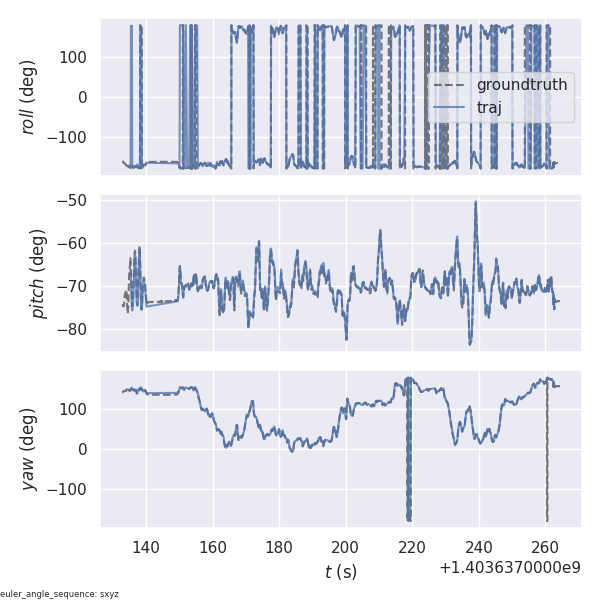 100
0
−100
roll (deg)
groundtruth
traj
−50
−60
−70
−80
pitch (deg)
100
0
−100
yaw (deg)
140 160 180 200 220 240 260
t (s)
+1.4036370000e9
euler_angle_sequence: sxyz